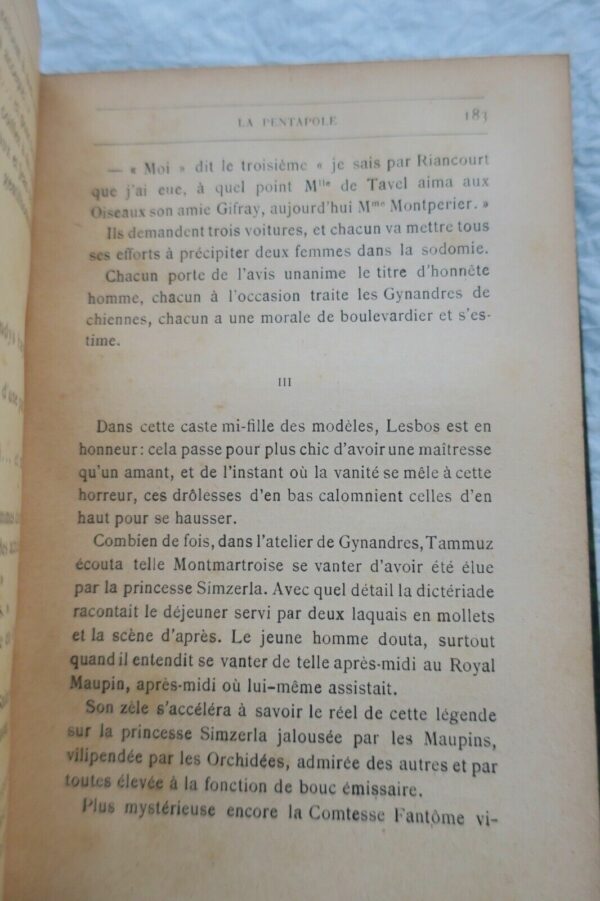 LA PENTAPOLE 183
— « Moi » dit le troisième « je sais par Riancourt
que j'ai eue, à quel point Mlle de Tavel aima aux
Oiseaux son amie Gifray, aujourd'hui Mme Montperier. »
Ils demandent trois voitures, et chacun va mettre tous
ses efforts à précipiter deux femmes dans la sodomie.
Chacun porte de l'avis unanime le titre d'honnête
homme, chacun à l'occasion traite les Gynandres de
chiennes, chacun a une morale de boulevardier et s'es-
time.
III
Dans cette caste mi-fille des modèles, Lesbos est en
honneur : cela passe pour plus chic d'avoir une maîtresse
qu'un amant, et de l'instant où la vanité se mêle à cette
horreur, ces drôlesses d'en bas calomnient celles d'en
haut pour se hausser.
Combien de fois, dans l'atelier de Gynandres, Tammuz
écouta telle Montmartroise se vanter d'avoir été élue
par la princesse Simzerla. Avec quel détail la dictériade
racontait le déjeuner servi par deux laquais en mollets
et la scène d'après. Le jeune homme douta, surtout
quand il entendit se vanter de telle après-midi au Royal
Maupin, après-midi où lui-même assistait.
Son zèle s'accéléra à savoir le réel de cette légende
sur la princesse Simzerla jalousée par les Maupins,
vilipendée par les Orchidées, admirée des autres et par
toutes élevée à la fonction de bouc émissaire.
Plus mystérieuse encore la Comtesse Fantôme vi-